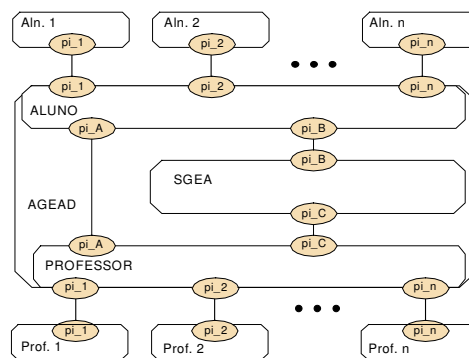 Aln. 1 Aln. 2 Aln. n
pi_1 pi_2 pi_n
pi_1 pi_2 pi_n
ALUNO
pi_A pi_B
pi_B
SGEA
AGEAD
pi_C
pi_A pi_C
PROFESSOR
pi_1 pi_2 pi_n
pi_1 pi_2 pi_n
Prof. 1 Prof. 2 Prof. n